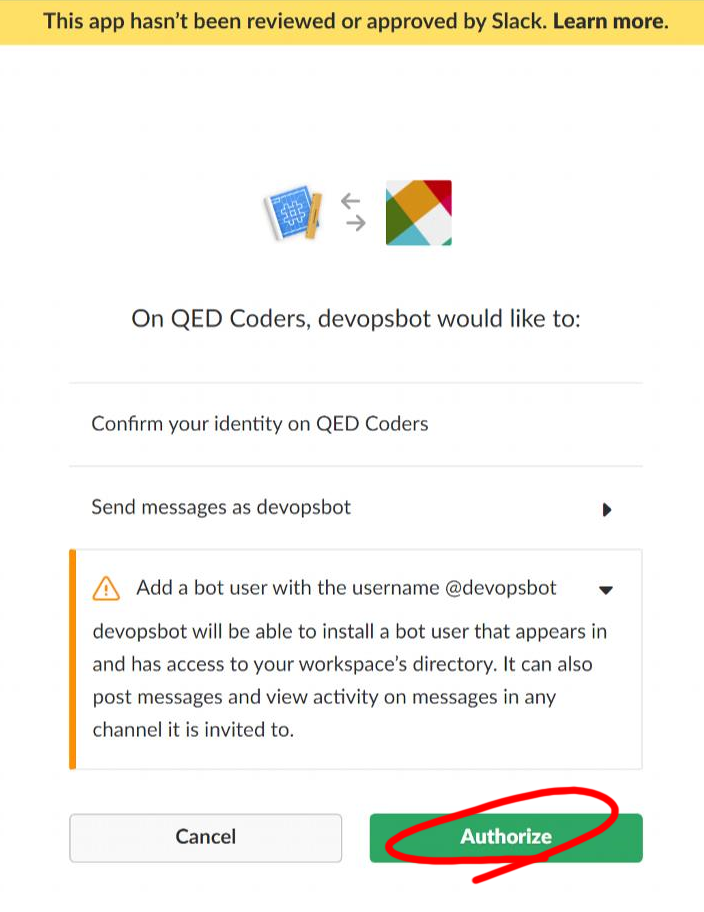 This app hasn’t been reviewed or approved by Slack. Learn more.
On QED Coders, devopsbot would like to:
Confirm your identity on QED Coders
Send messages as devopsbot
Add a bot user with the username @devopsbot
devopsbot will be able to install a bot user that appears in
and has access to your workspace’s directory. It can also
post messages and view activity on messages in any
channel it is invited to.
Cancel
Authorize